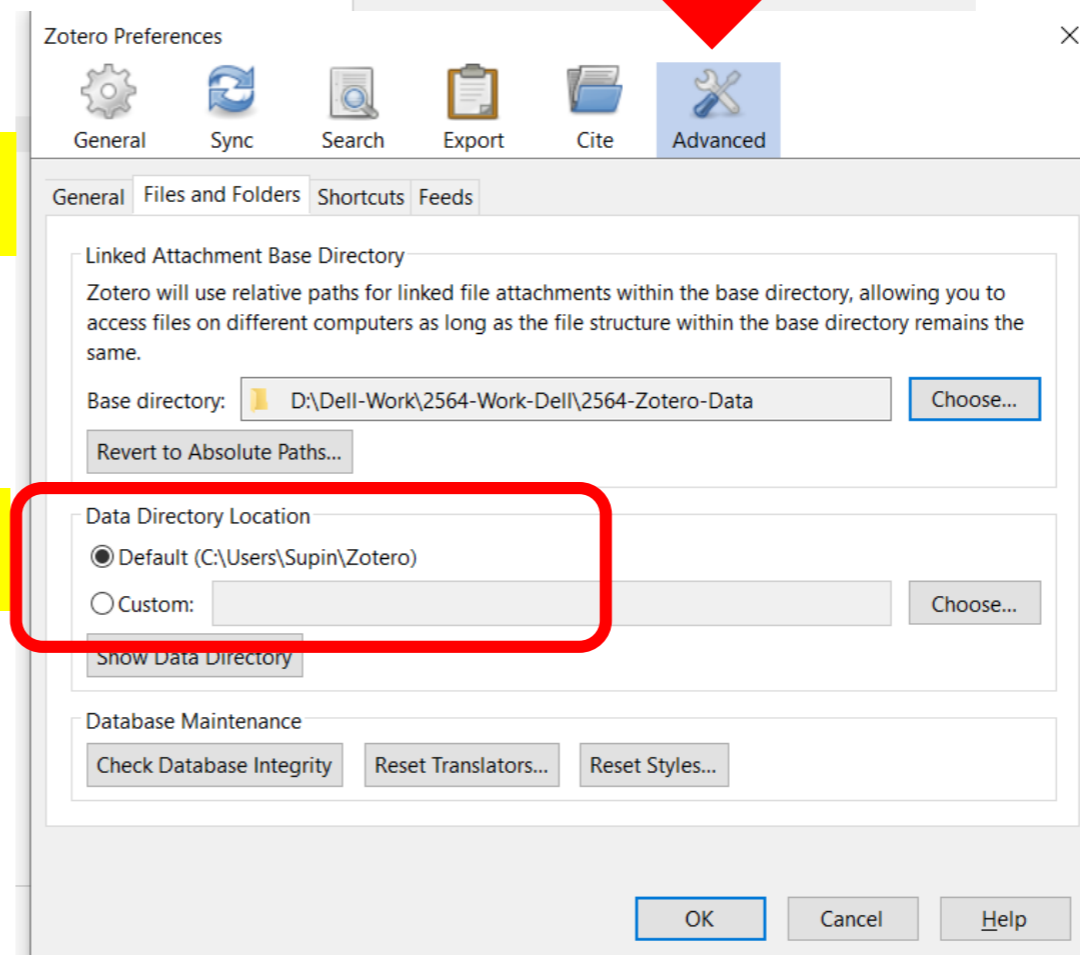 Zotero Preferences
General Sync Search Export Cite Advanced
General Files and Folders Shortcuts Feeds
Linked Attachment Base Directory
Zotero will use relative paths for linked file attachments within the base directory, allowing you to
access files on different computers as long as the file structure within the base directory remains the
same.
Base directory: D:\Dell-Work\2564-Work-Dell\2564-Zotero-Data Choose...
Revert to Absolute Paths...
Data Directory Location
Default (C:\Users\Supin\Zotero)
Custom: Choose...
Show Data Directory
Database Maintenance
Check Database Integrity Reset Translators... Reset Styles...
OK Cancel Help